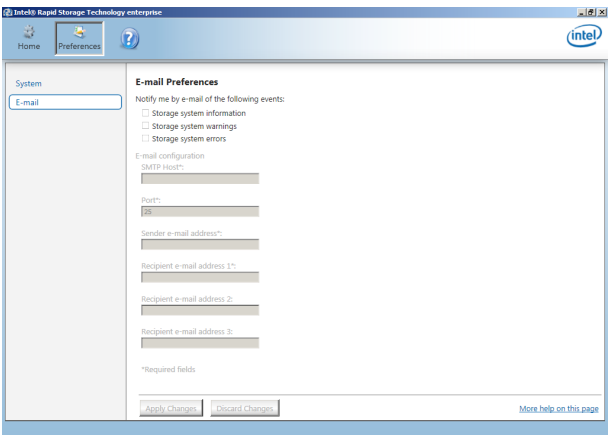 Intel® Rapid Storage Technology enterprise
Home
Preferences
?
intel
System
E-mail
E-mail Preferences
Notify me by e-mail of the following events:
Storage system information
Storage system warnings
Storage system errors
E-mail configuration
SMTP Host*:
Port*:
25
Sender e-mail address*:
Recipient e-mail address 1*:
Recipient e-mail address 2:
Recipient e-mail address 3:
*Required fields
Apply Changes
Discard Changes
More help on this page